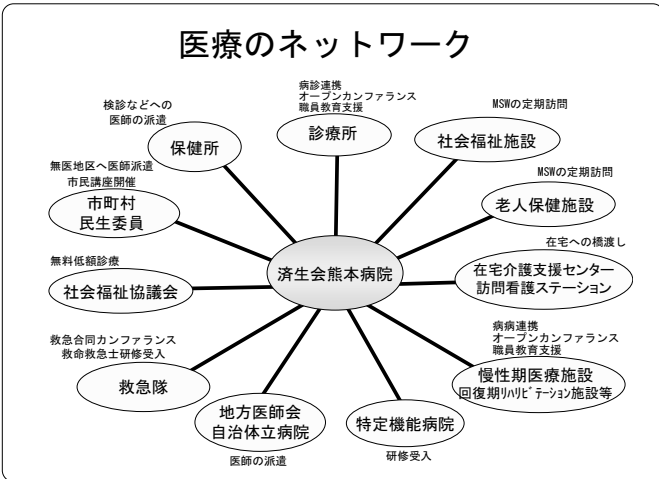 医療のネットワーク
病診連携
オープンカンファランス
職員教育支援
診療所
MSWの定期訪問
社会福祉施設
MSWの定期訪問
老人保健施設
在宅への橋渡し
在宅介護支援センター
訪問看護ステーション
病病連携
オープンカンファランス
職員教育支援
慢性期医療施設
回復期ﾘﾊﾘﾋﾞﾃｰｼｮﾝ施設等
特定機能病院
研修受入
地方医師会
自治体立病院
医師の派遣
救急合同カンファランス
救命救急士研修受入
救急隊
無料低額診療
社会福祉協議会
無医地区へ医師派遣
市民講座開催
市町村
民生委員
検診などへの
医師の派遣
保健所
済生会熊本病院